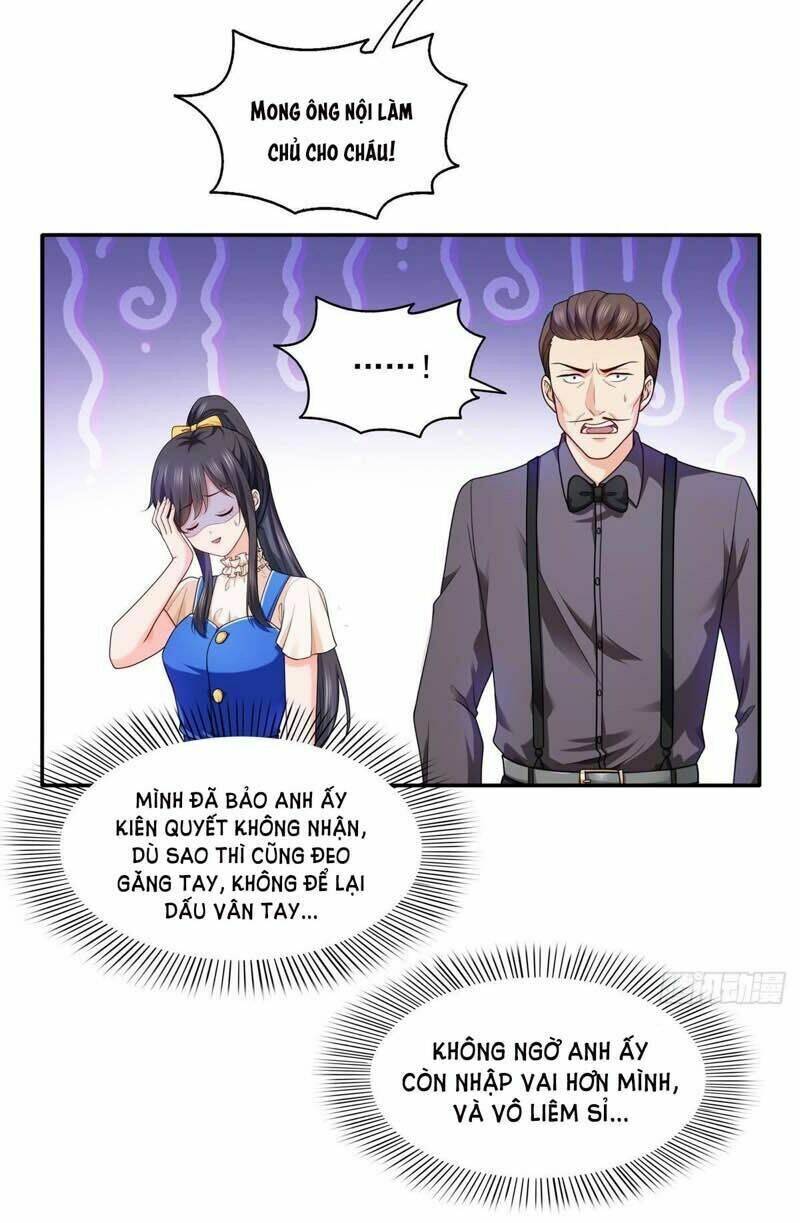 MONG ÔNG NỘI LÀM
CHỦ CHO CHÁU!
......!
MÌNH ĐÃ BẢO ANH ẤY
KIÊN QUYẾT KHÔNG NHẬN,
DÙ SAO THÌ CŨNG ĐEO
GĂNG TAY, KHÔNG ĐỂ LẠI
DẤU VÂN TAY...
KHÔNG NGỜ ANH ẤY
CÒN NHẬP VAI HƠN MÌNH,
VÀ VÔ LIÊM SỈ...
动漫